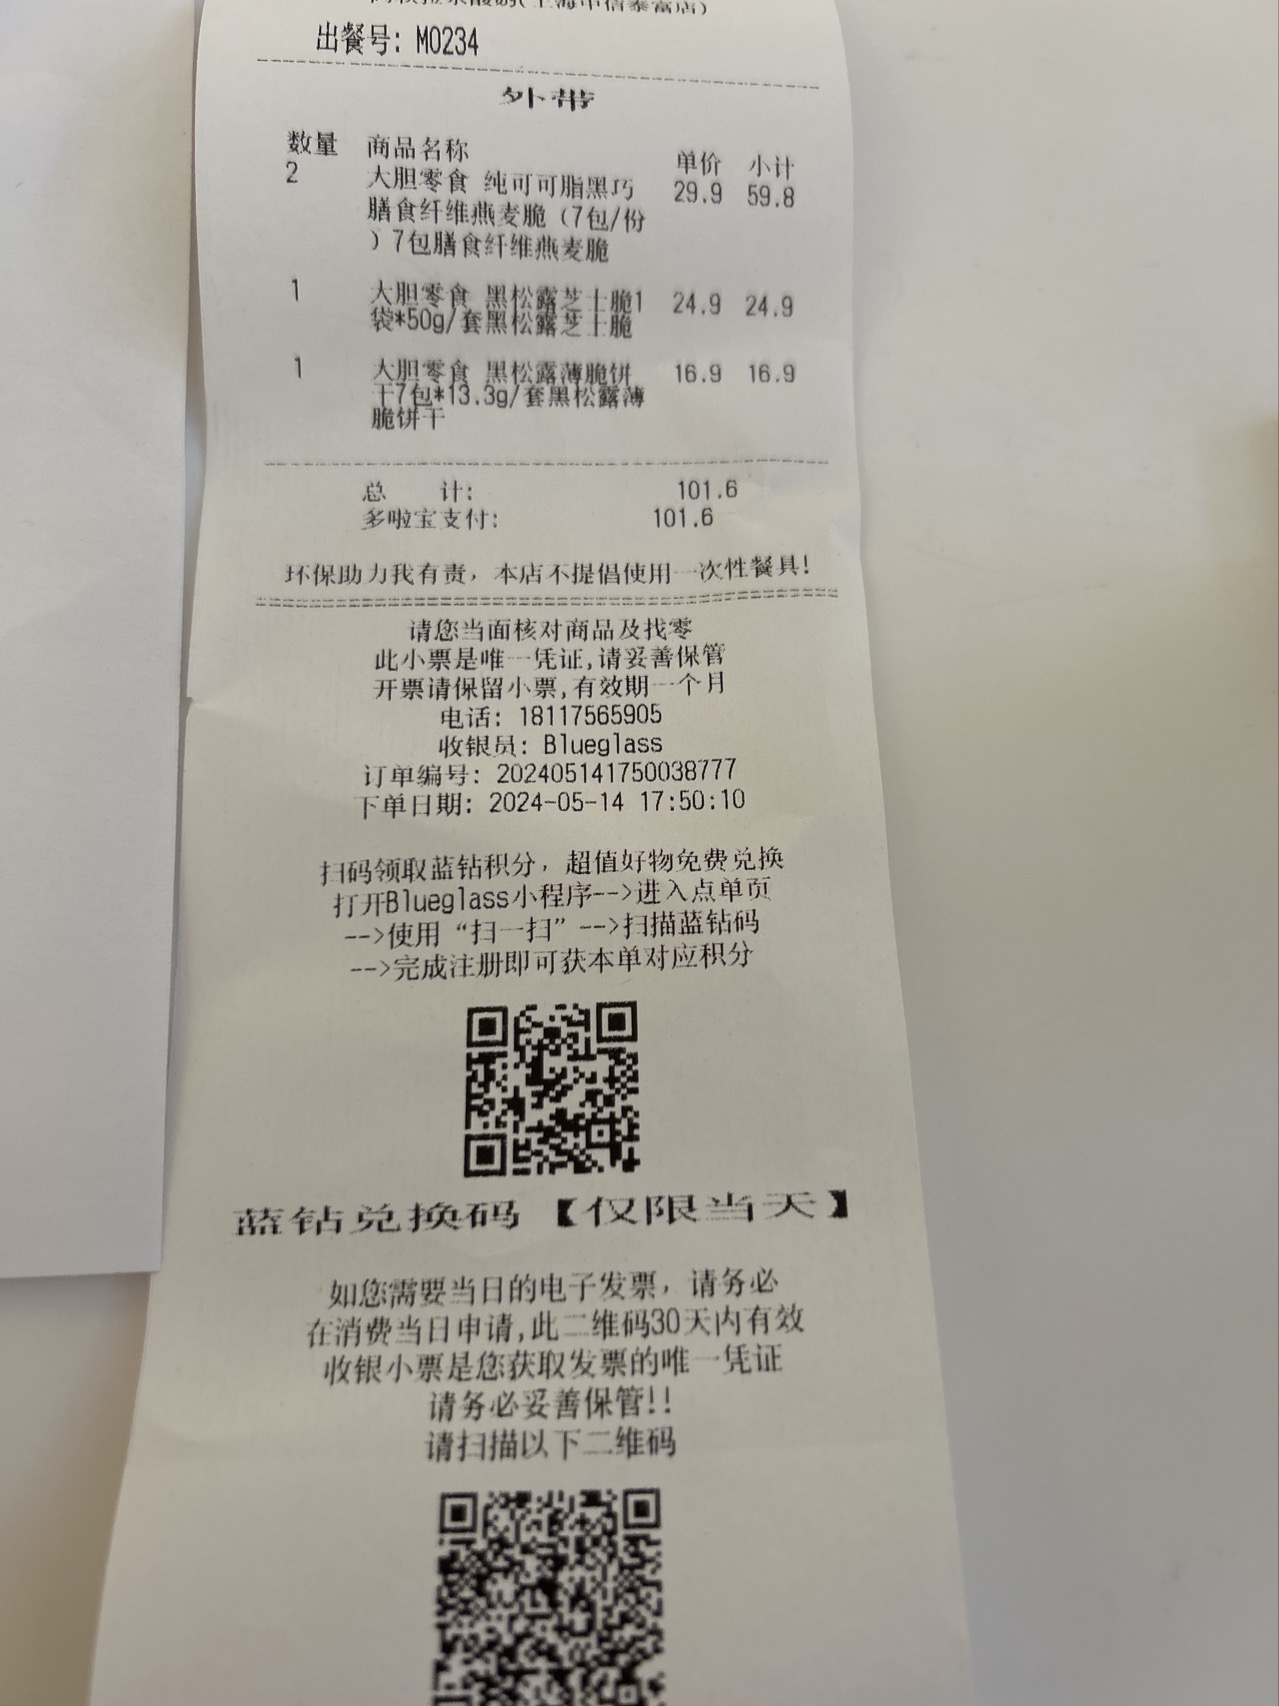 酸奶(上海中信泰富店)
出餐号: M0234
外带
数量 商品名称 单价 小计
2 大胆零食 纯可可脂黑巧 29.9 59.8
膳食纤维燕麦脆（7包/份
）7包膳食纤维燕麦脆
1 大胆零食 黑松露芝士脆1 24.9 24.9
袋*50g/套黑松露芝士脆
1 大胆零食 黑松露薄脆饼 16.9 16.9
干7包*13.3g/套黑松露薄
脆饼干
总 计: 101.6
多啦宝支付: 101.6
环保助力我有责，本店不提倡使用一次性餐具!
请您当面核对商品及找零
此小票是唯一凭证,请妥善保管
开票请保留小票,有效期一个月
电话: 18117565905
收银员: Blueglass
订单编号: 202405141750038777
下单日期: 2024-05-14 17:50:10
扫码领取蓝钻积分，超值好物免费兑换
打开Blueglass小程序-->进入点单页
-->使用“扫一扫”-->扫描蓝钻码
-->完成注册即可获本单对应积分
蓝钻兑换码【仅限当天】
如您需要当日的电子发票，请务必
在消费当日申请,此二维码30天内有效
收银小票是您获取发票的唯一凭证
请务必妥善保管!!
请扫描以下二维码